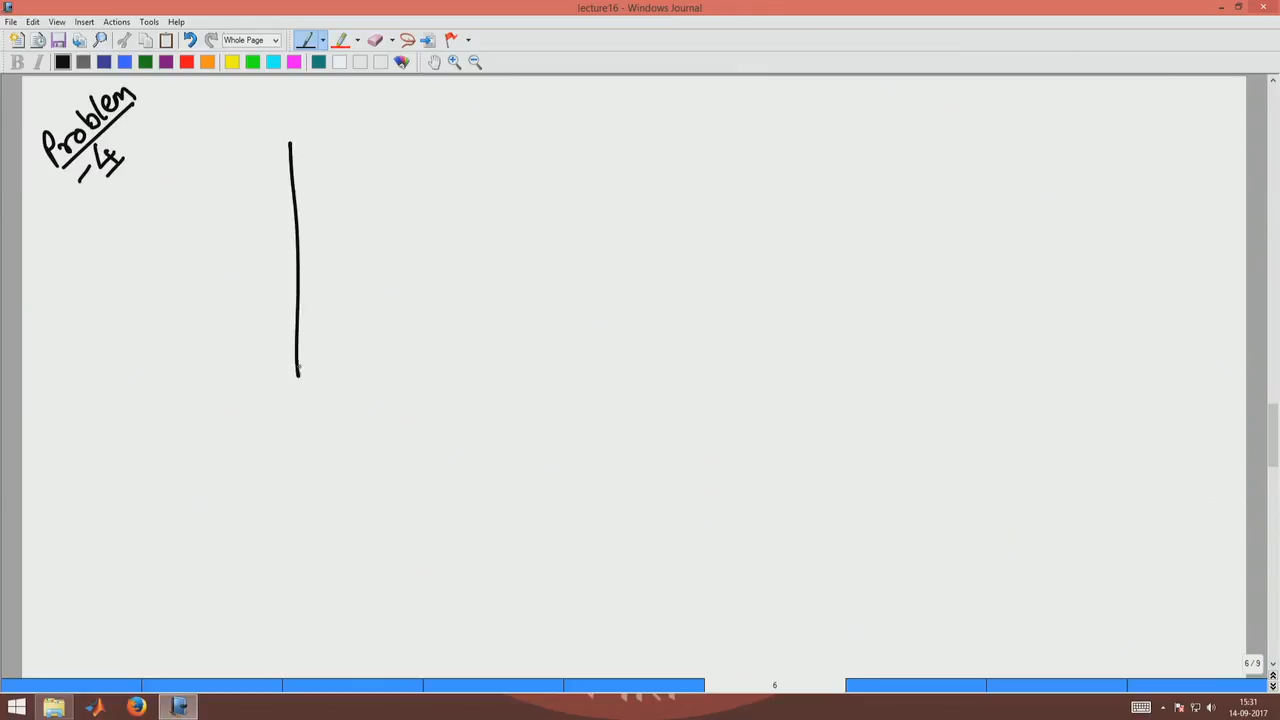 lecture16 - Windows Journal
File Edit View Insert Actions Tools Help
Whole Page
B I
Problem
-4
6 / 9
6
15:31
14-09-2017